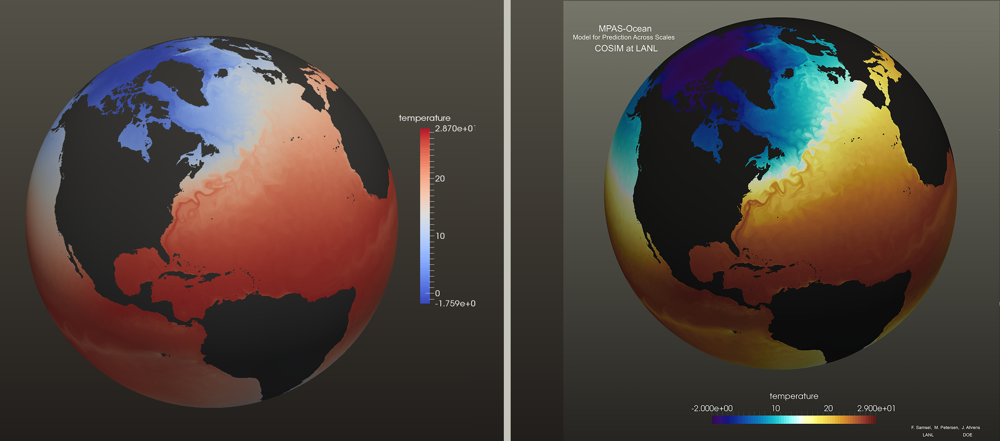 temperature
2.870e+01
20
10
0
-1.759e+0
MPAS-Ocean
Model for Prediction Across Scales
COSIM at LANL
temperature
-2.000e+00 10 20 2.900e+01
F. Samsel, M. Petersen, J. Ahrens
LANL DOE